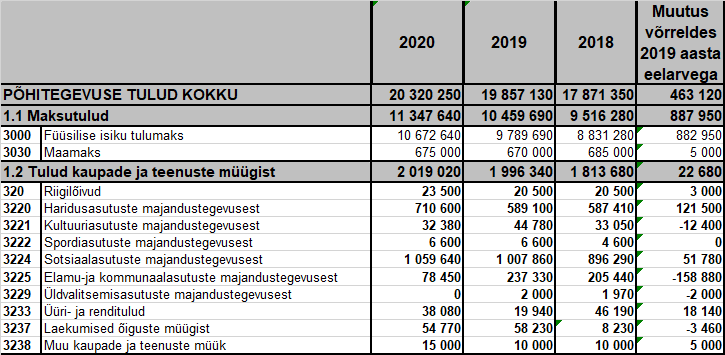 2020 2019 2018 Muutus võrreldes 2019 aasta eelarvega
PÕHITEGEVUSE TULUD KOKKU 20 320 250 19 857 130 17 871 350 463 120
1.1 Maksutulud 11 347 640 10 459 690 9 516 280 887 950
3000 Füüsilise isiku tulumaks 10 672 640 9 789 690 8 831 280 882 950
3030 Maamaks 675 000 670 000 685 000 5 000
1.2 Tulud kaupade ja teenuste müügist 2 019 020 1 996 340 1 813 680 22 680
320 Riigilõivud 23 500 20 500 20 500 3 000
3220 Haridusasutuste majandustegevusest 710 600 589 100 587 410 121 500
3221 Kultuuriasutuste majandustegevusest 32 380 44 780 33 050 -12 400
3222 Spordiasutuste majandustegevusest 6 600 6 600 4 600 0
3224 Sotsiaalasutuste majandustegevusest 1 059 640 1 007 860 896 290 51 780
3225 Elamu-ja kommunaalasutuste majandustegevusest 78 450 237 330 205 440 -158 880
3229 Üldvalitsemisasutuste majandustegevusest 0 2 000 1 970 -2 000
3233 Üüri- ja renditulud 38 080 19 940 46 190 18 140
3237 Laekumised õiguste müügist 54 770 58 230 8 230 -3 460
3238 Muu kaupade ja teenuste müük 15 000 10 000 10 000 5 000